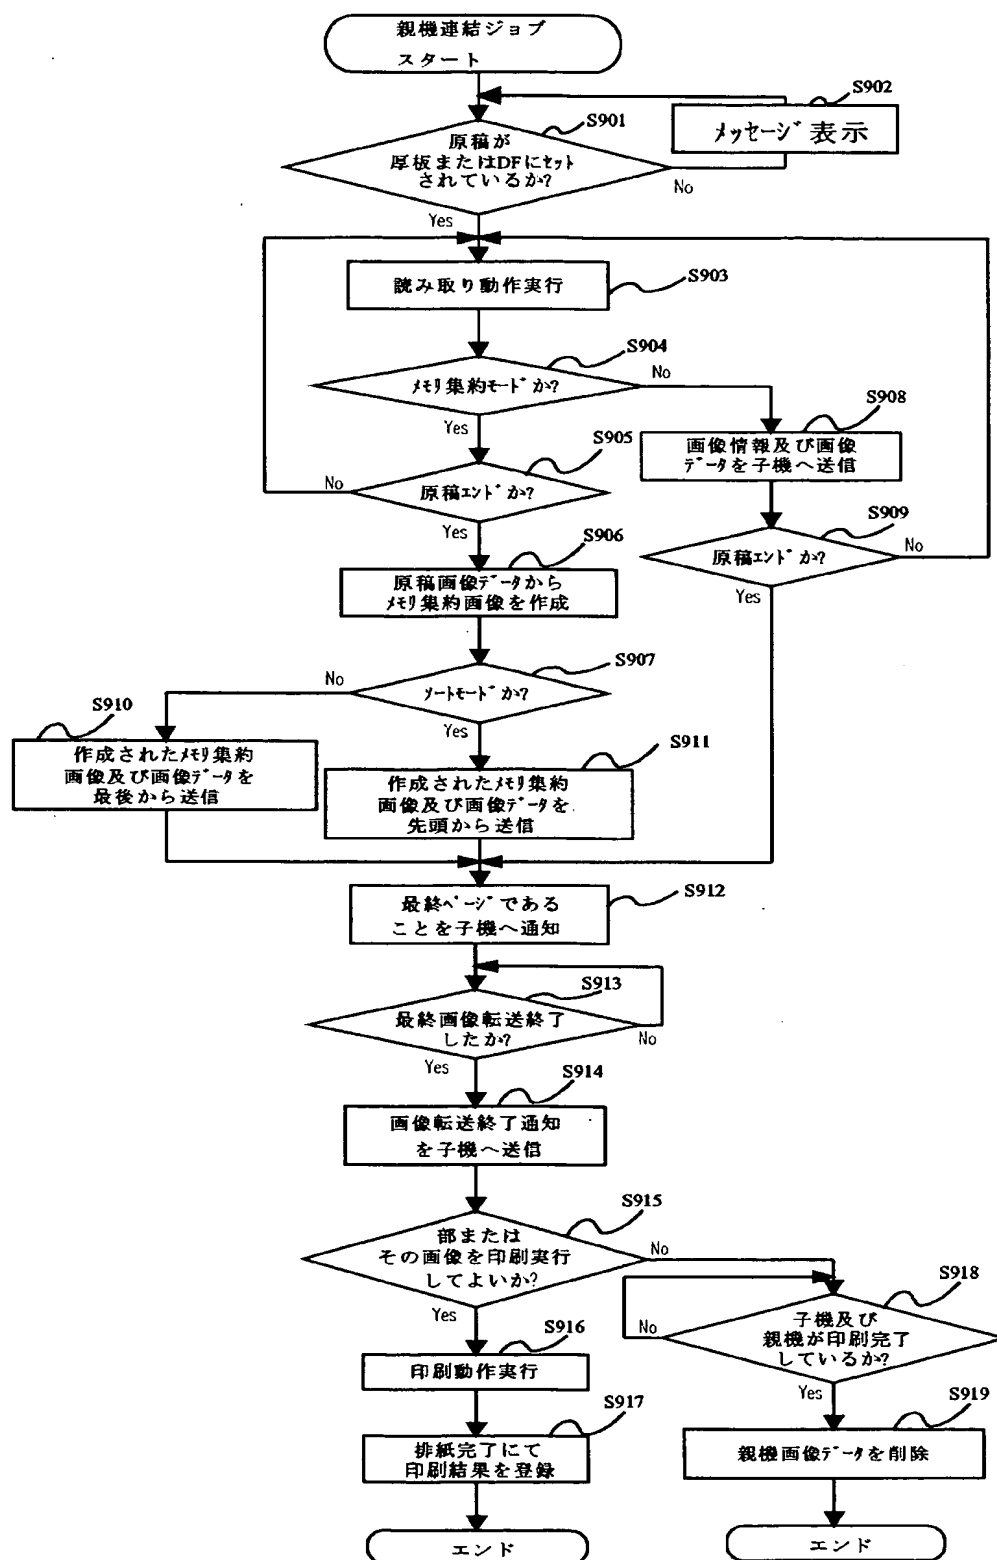 親機連結ジョブ
スタート
S902
メッセージ表示
S901
原稿が
厚板またはDFにセット
されているか?
No
Yes
S903
読み取り動作実行
S904
メモリ集約モードか?
No
Yes
S908
画像情報及び画像
データを子機へ送信
S905
原稿エンドか?
No
Yes
S909
原稿エンドか?
No
Yes
S906
原稿画像データから
メモリ集約画像を作成
S907
ソートモードか?
No
Yes
S910
作成されたメモリ集約
画像及び画像データを
最後から送信
S911
作成されたメモリ集約
画像及び画像データを
先頭から送信
S912
最終ページである
ことを子機へ通知
S913
最終画像転送終了
したか?
No
Yes
S914
画像転送終了通知
を子機へ送信
S915
部または
その画像を印刷実行
してよいか?
No
Yes
S918
子機及び
親機が印刷完了
しているか?
No
Yes
S916
印刷動作実行
S917
排紙完了にて
印刷結果を登録
S919
親機画像データを削除
エンド
エンド